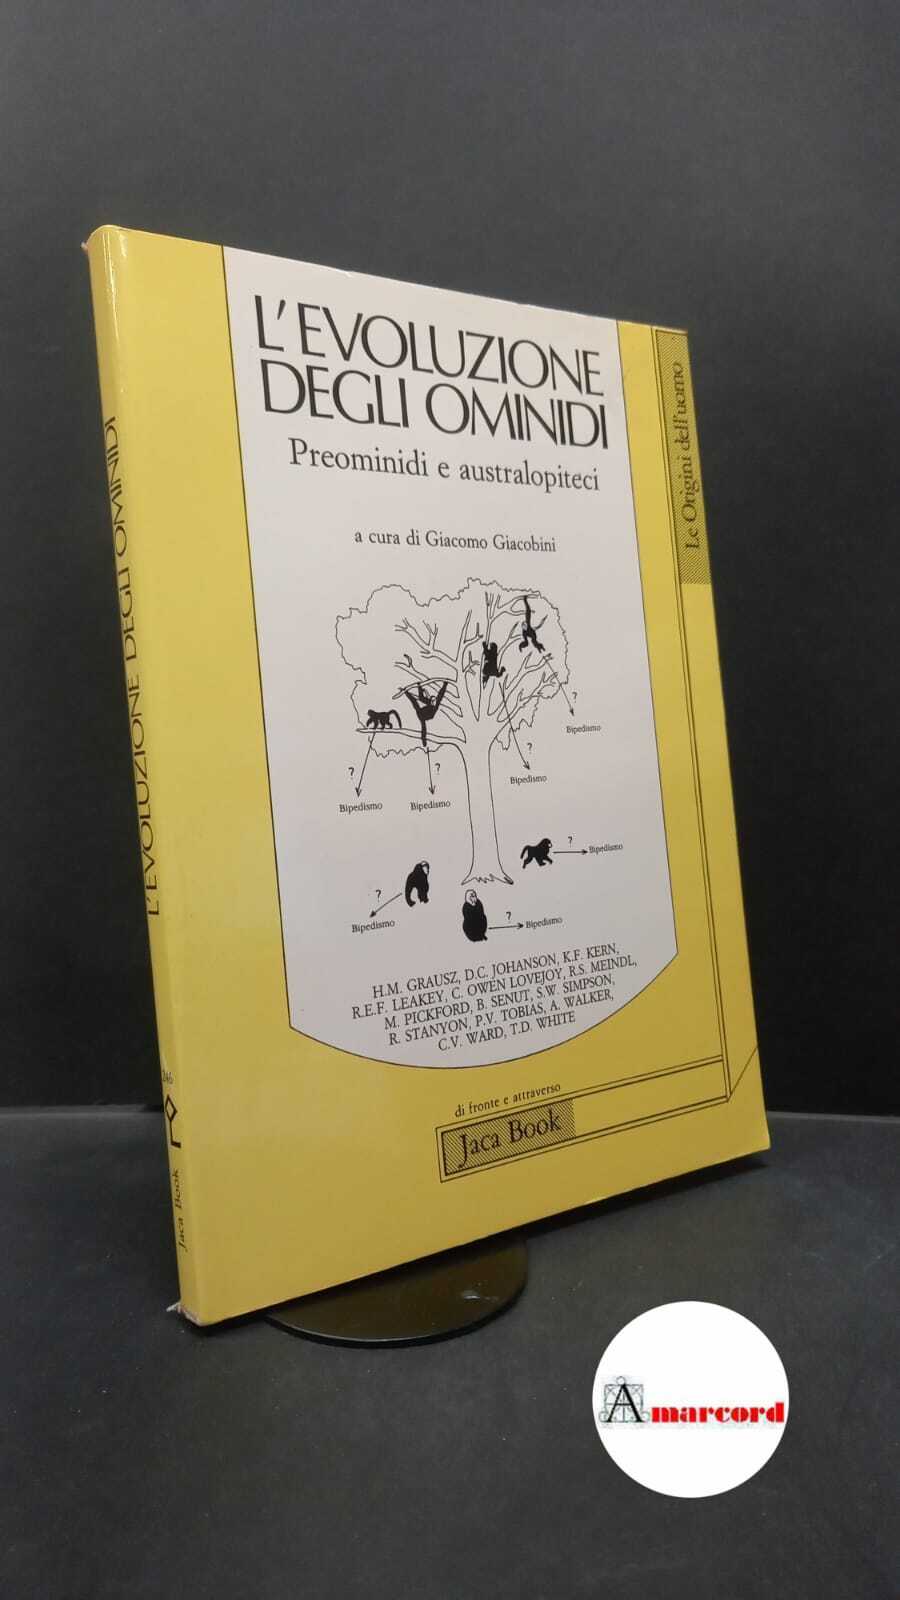 L'EVOLUZIONE
DEGLI OMINIDI
Preominidi e australopiteci
a cura di Giacomo Giacobini
?
Bipedismo
?
Bipedismo
?
Bipedismo
?
Bipedismo
?
Bipedismo
?
Bipedismo
?
Bipedismo
H.M. GRAUSZ, D.C. JOHANSON, K.F. KERN,
R.E.F. LEAKEY, C. OWEN LOVEJOY, R.S. MEINDL,
M. PICKFORD, B. SENUT, S.W. SIMPSON,
R. STANYON, P.V. TOBIAS, A. WALKER,
C.V. WARD, T.D. WHITE
di fronte e attraverso
Jaca Book
Le Origini dell'uomo
L'EVOLUZIONE DEGLI OMINIDI
246
Jaca Book
Amarcord